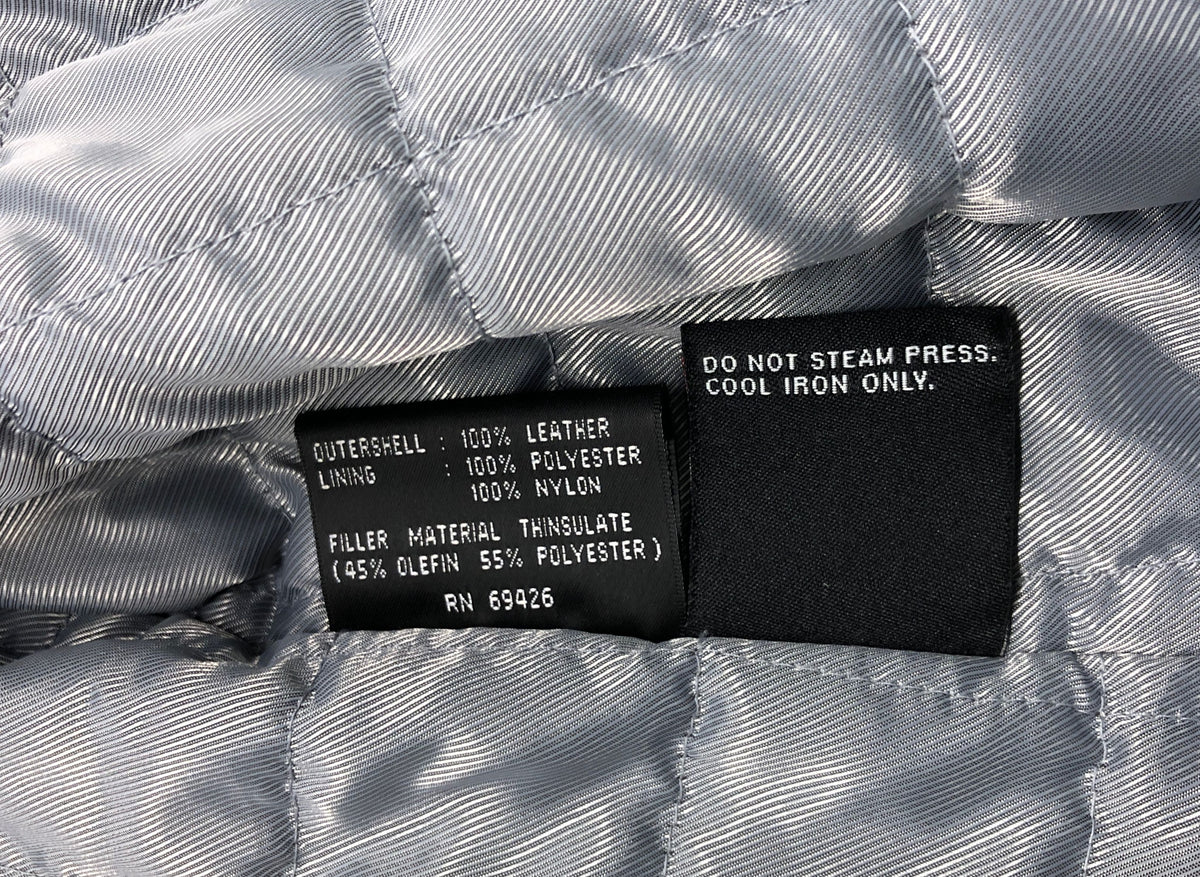 OUTERSHELL : 100% LEATHER
LINING : 100% POLYESTER
100% NYLON
FILLER MATERIAL THINSULATE
(45% OLEFIN 55% POLYESTER)
RN 69426
DO NOT STEAM PRESS.
COOL IRON ONLY.